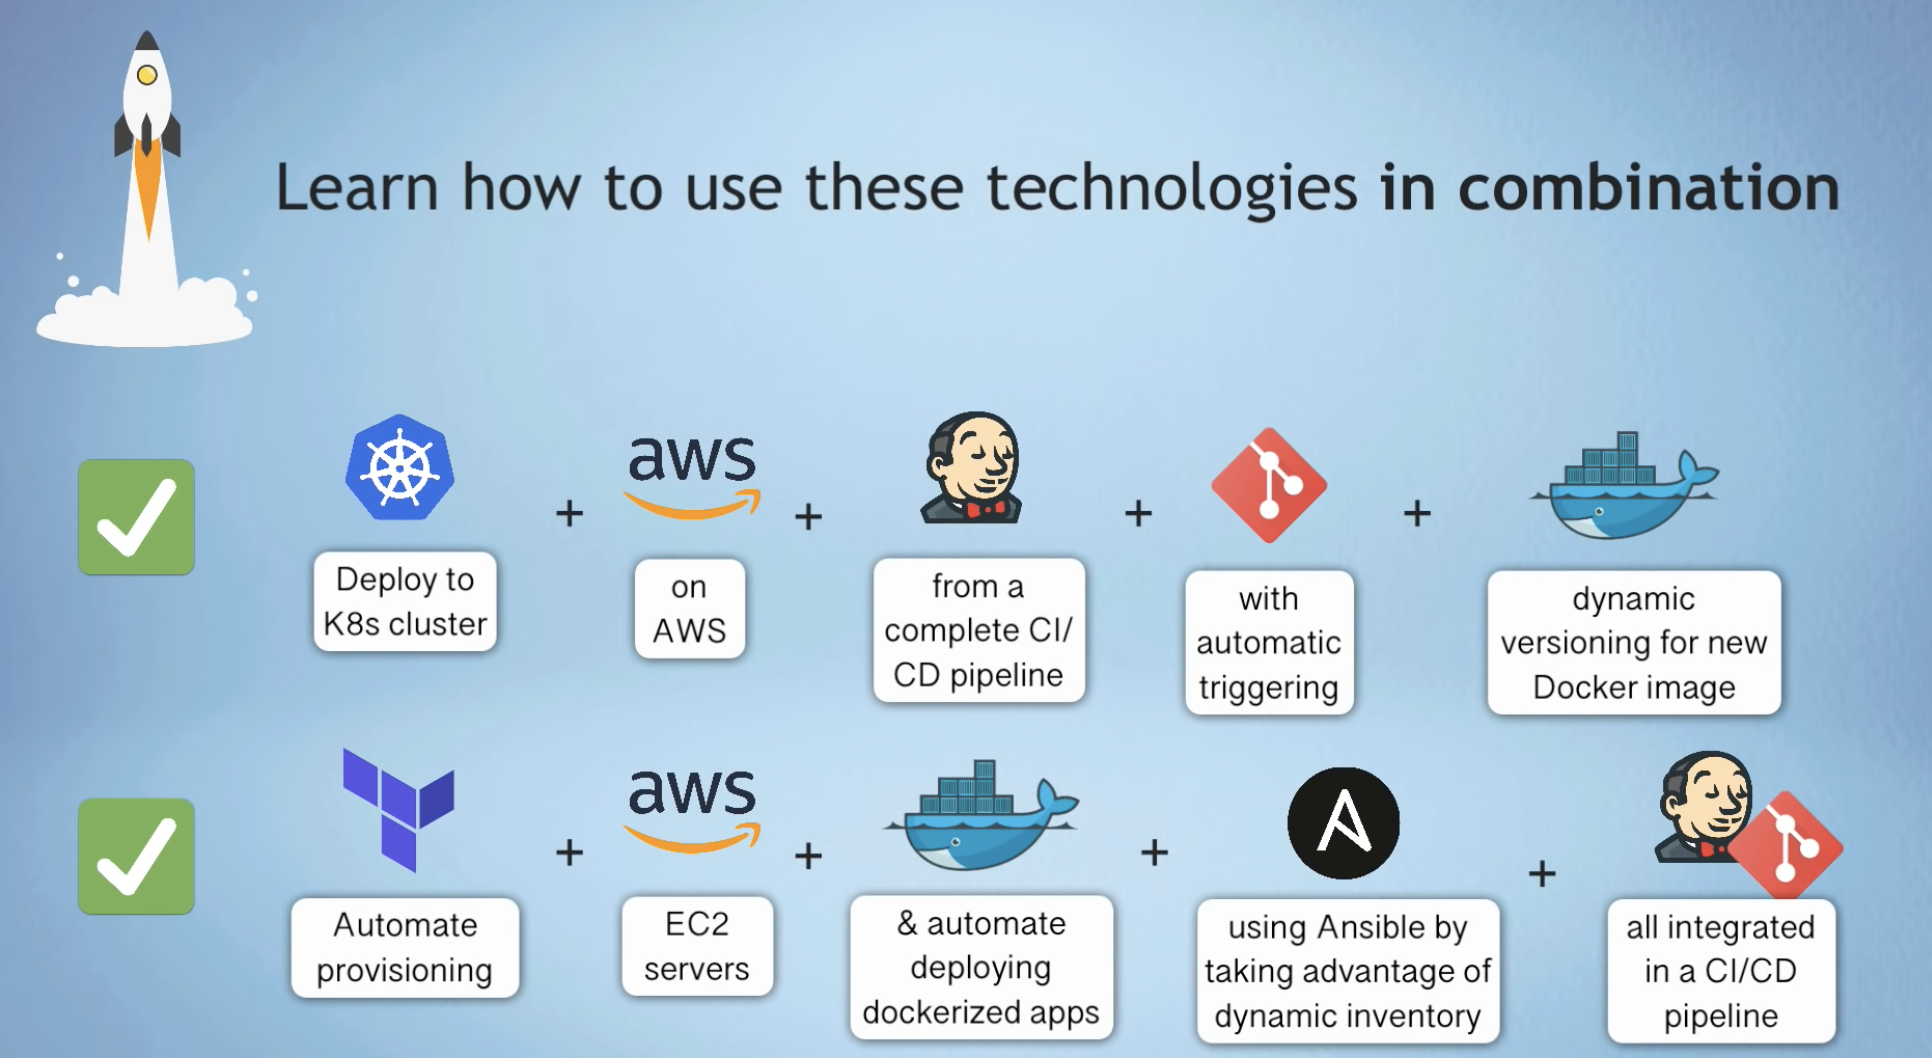 Learn how to use these technologies in combination
aws
Deploy to
K8s cluster
+
on
AWS
+
from a
complete CI/
CD pipeline
+
with
automatic
triggering
+
dynamic
versioning for new
Docker image
Automate
provisioning
+
aws
EC2
servers
+
& automate
deploying
dockerized apps
+
A
using Ansible by
taking advantage of
dynamic inventory
+
all integrated
in a CI/CD
pipeline